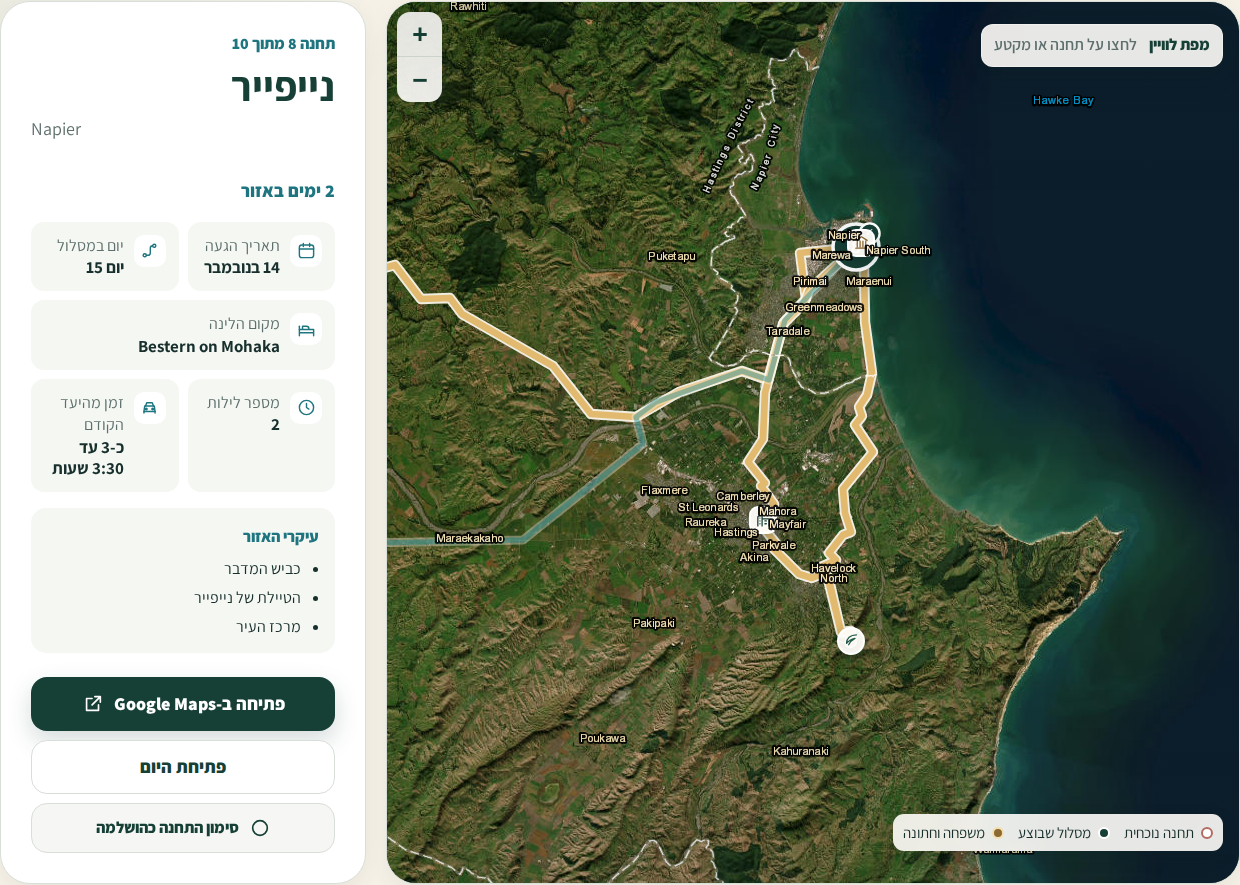 תחנה 8 מתוך 10
נייפייר
Napier
2 ימים באזור
תאריך הגעה
14 בנובמבר
יום במסלול
יום 15
מקום הלינה
Bestern on Mohaka
מספר לילות
2
זמן מהיעד
הקודם
כ-3 עד
3:30 שעות
עיקרי האזור
כביש המדבר
הטיילת של נייפייר
מרכז העיר
פתיחה ב-Google Maps
פתיחת היום
סימון התחנה כהושלמה
+
−
מפת לוויין לחצו על תחנה או מקטע
Rawhiti
Hawke Bay
Hastings District
Napier City
Napier
Napier South
Puketapu
Marewa
Pirimai
Maraenui
Greenmeadows
Taradale
Flaxmere
Camberley
St Leonards
Mahora
Raureka
Mayfair
Hastings
Maraekakaho
Parkvale
Akina
Havelock
North
Pakipaki
Poukawa
Kahuranaki
תחנה נוכחית
מסלול שבוצע
משפחה וחתונה